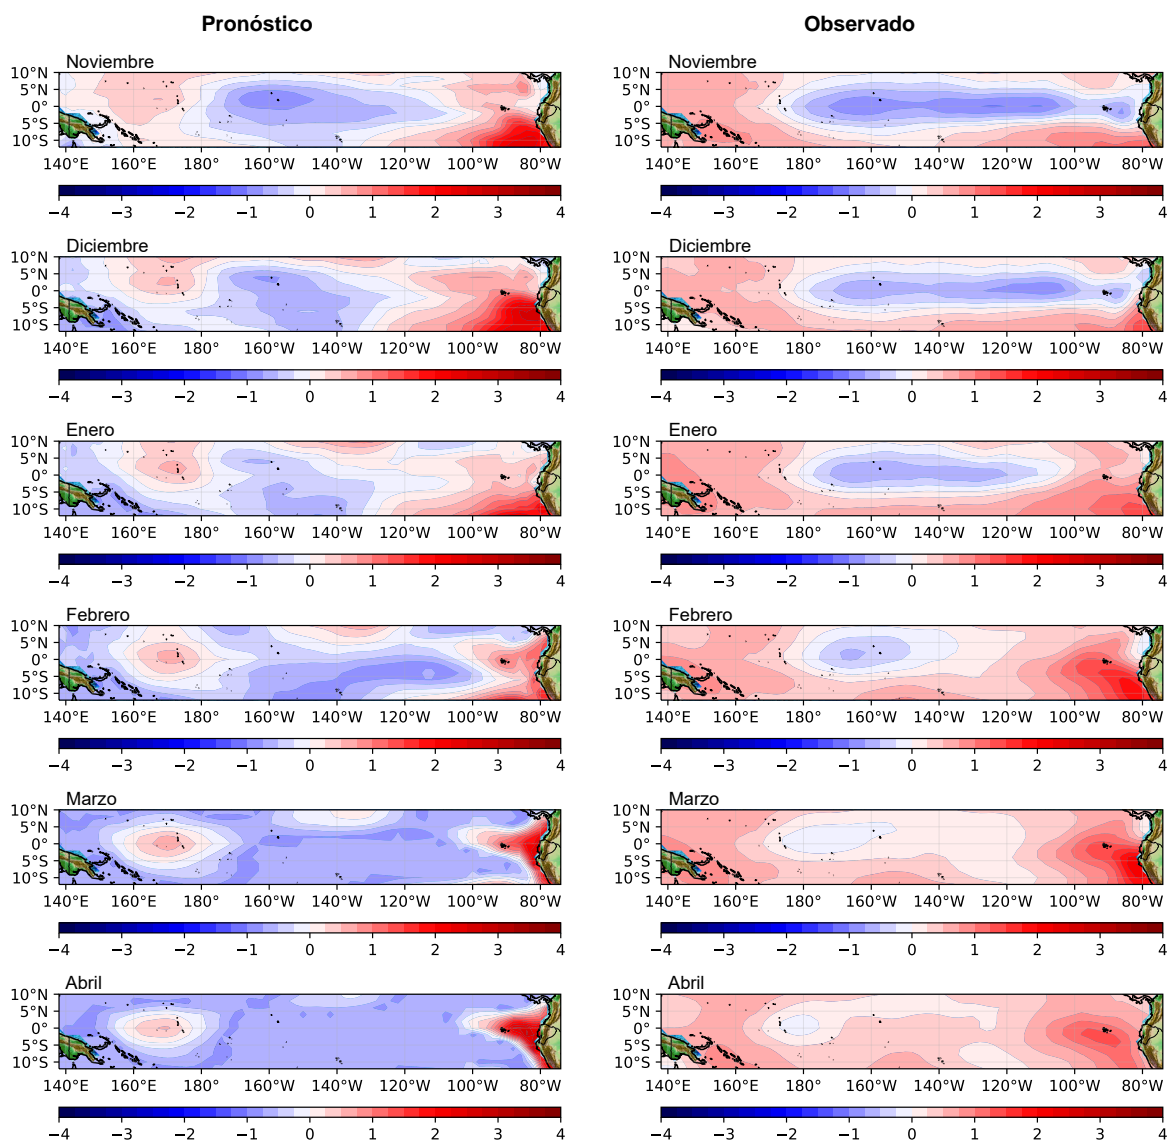 Pronóstico Observado
Noviembre Noviembre
10°N 10°N
5°N 5°N
0° 0°
5°S 5°S
10°S 10°S
140°E 160°E 180° 160°W 140°W 120°W 100°W 80°W 140°E 160°E 180° 160°W 140°W 120°W 100°W 80°W
−4 −3 −2 −1 0 1 2 3 4 −4 −3 −2 −1 0 1 2 3 4
Diciembre Diciembre
10°N 10°N
5°N 5°N
0° 0°
5°S 5°S
10°S 10°S
140°E 160°E 180° 160°W 140°W 120°W 100°W 80°W 140°E 160°E 180° 160°W 140°W 120°W 100°W 80°W
−4 −3 −2 −1 0 1 2 3 4 −4 −3 −2 −1 0 1 2 3 4
Enero Enero
10°N 10°N
5°N 5°N
0° 0°
5°S 5°S
10°S 10°S
140°E 160°E 180° 160°W 140°W 120°W 100°W 80°W 140°E 160°E 180° 160°W 140°W 120°W 100°W 80°W
−4 −3 −2 −1 0 1 2 3 4 −4 −3 −2 −1 0 1 2 3 4
Febrero Febrero
10°N 10°N
5°N 5°N
0° 0°
5°S 5°S
10°S 10°S
140°E 160°E 180° 160°W 140°W 120°W 100°W 80°W 140°E 160°E 180° 160°W 140°W 120°W 100°W 80°W
−4 −3 −2 −1 0 1 2 3 4 −4 −3 −2 −1 0 1 2 3 4
Marzo Marzo
10°N 10°N
5°N 5°N
0° 0°
5°S 5°S
10°S 10°S
140°E 160°E 180° 160°W 140°W 120°W 100°W 80°W 140°E 160°E 180° 160°W 140°W 120°W 100°W 80°W
−4 −3 −2 −1 0 1 2 3 4 −4 −3 −2 −1 0 1 2 3 4
Abril Abril
10°N 10°N
5°N 5°N
0° 0°
5°S 5°S
10°S 10°S
140°E 160°E 180° 160°W 140°W 120°W 100°W 80°W 140°E 160°E 180° 160°W 140°W 120°W 100°W 80°W
−4 −3 −2 −1 0 1 2 3 4 −4 −3 −2 −1 0 1 2 3 4